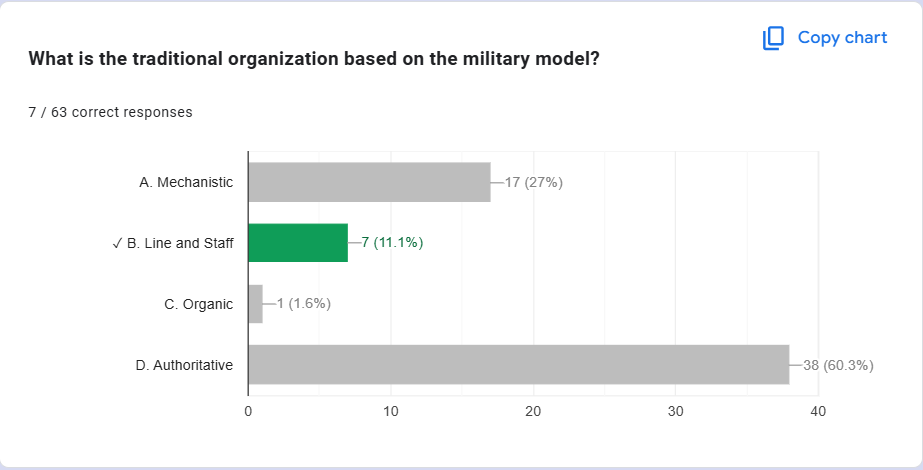 Copy chart
What is the traditional organization based on the military model?
7 / 63 correct responses
A. Mechanistic
17 (27%)
✓ B. Line and Staff
7 (11.1%)
C. Organic
1 (1.6%)
D. Authoritative
38 (60.3%)
0 10 20 30 40